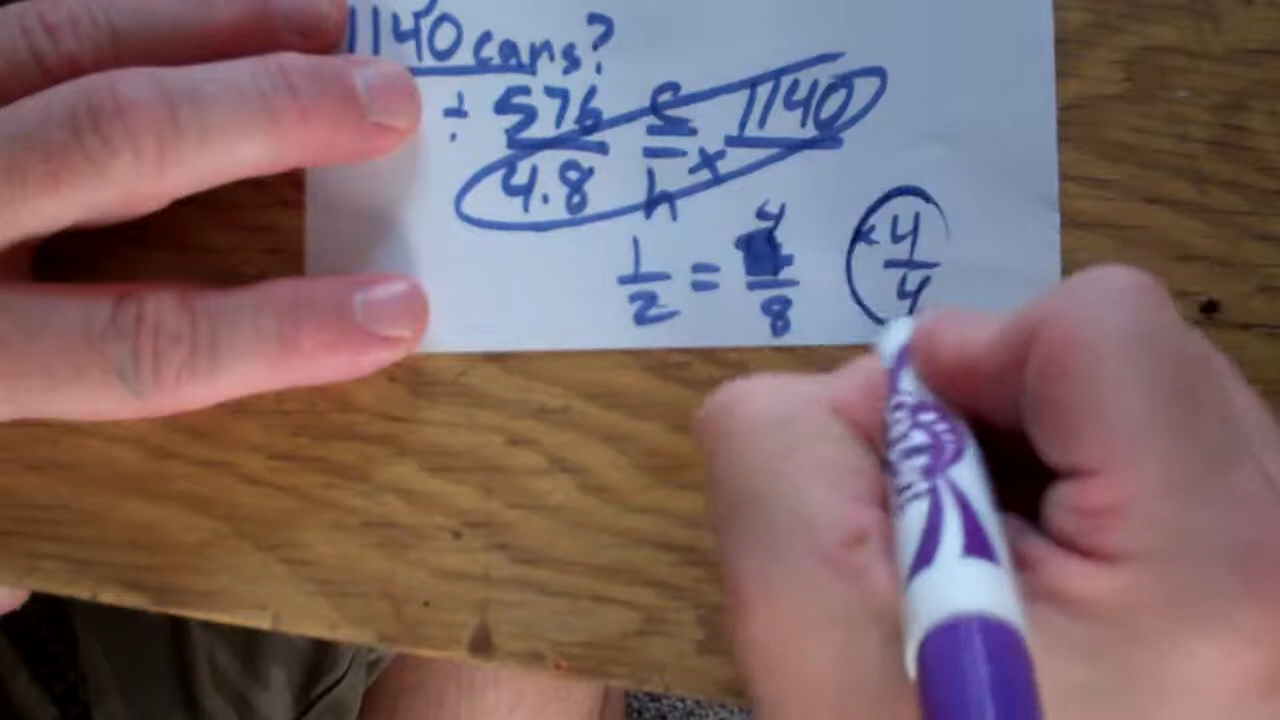 1140 cans?
÷ 576 $ 1140
4.8 h x
1 4 x 4
2 = 8 4